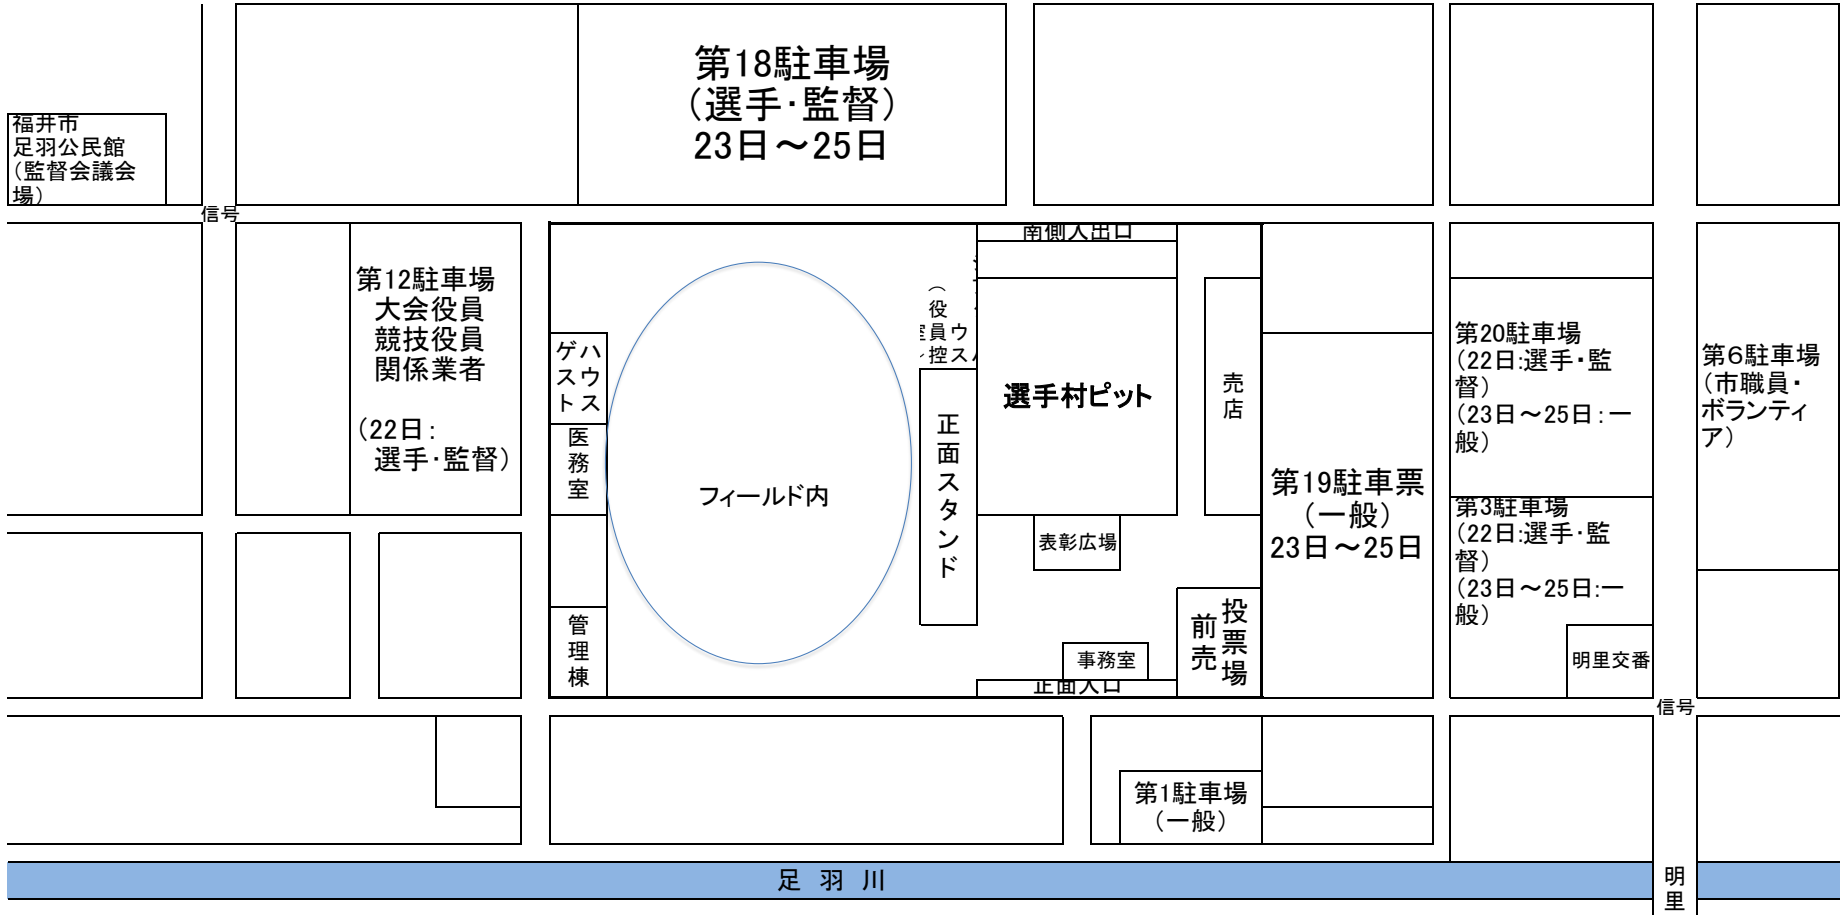 第18駐車場
（選手・監督）
23日～25日
福井市
足羽公民館
（監督会議会
場）
信号
第12駐車場
大会役員
競技役員
関係業者
（22日：
選手・監督）
ゲスト
ハウス
医務室
管理棟
フィールド内
正面スタンド
南側入出口
選手村ピット
売店
表彰広場
事務室
正面入口
前売
投票場
第19駐車票
（一般）
23日～25日
第20駐車場
（22日：選手・監
督）
（23日～25日：一
般）
第3駐車場
（22日：選手・監
督）
（23日～25日：一
般）
明里交番
第６駐車場
（市職員・
ボランティ
ア）
信号
第1駐車場
（一般）
足羽川
明里